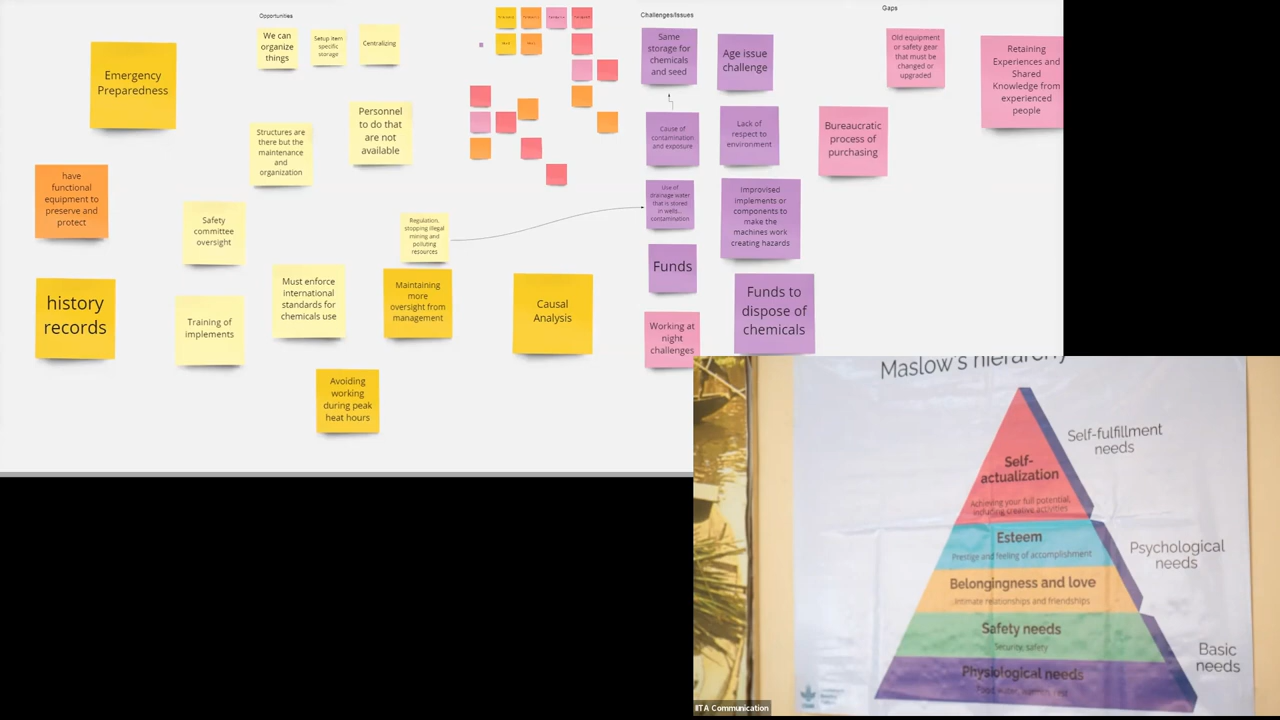 Opportunities
Challenges/Issues
Gaps
Emergency
Preparedness
We can
organize
things
Setup item
specific
storage
Centralizing
Structures are
there but the
maintenance
and
organization
Personnel
to do that
are not
available
have
functional
equipment to
preserve and
protect
Safety
committee
oversight
Regulation,
stopping illegal
mining and
polluting
resources
history
records
Training of
implements
Must enforce
international
standards for
chemicals use
Maintaining
more
oversight from
management
Avoiding
working
during peak
heat hours
Causal
Analysis
Same
storage for
chemicals
and seed
Age issue
challenge
Cause of
contamination
and exposure
Lack of
respect to
environment
Use of
drainage water
that is stored
in wells...
contamination
Improvised
implements or
components to
make the
machines work
creating hazards
Funds
Funds to
dispose of
chemicals
Working at
night
challenges
Old equipment
or safety gear
that must be
changed or
upgraded
Bureaucratic
process of
purchasing
Retaining
Experiences and
Shared
Knowledge from
experienced
people
Maslow's hierarchy
Self-
actualization
Achieving your full potential,
including creative activities
Self-fulfillment
needs
Esteem
Prestige and feeling of accomplishment
Psychological
needs
Belongingness and love
Intimate relationships and friendships
Safety needs
Security, safety
Basic
needs
Physiological needs
Food, water, warmth, rest
IITA Communication